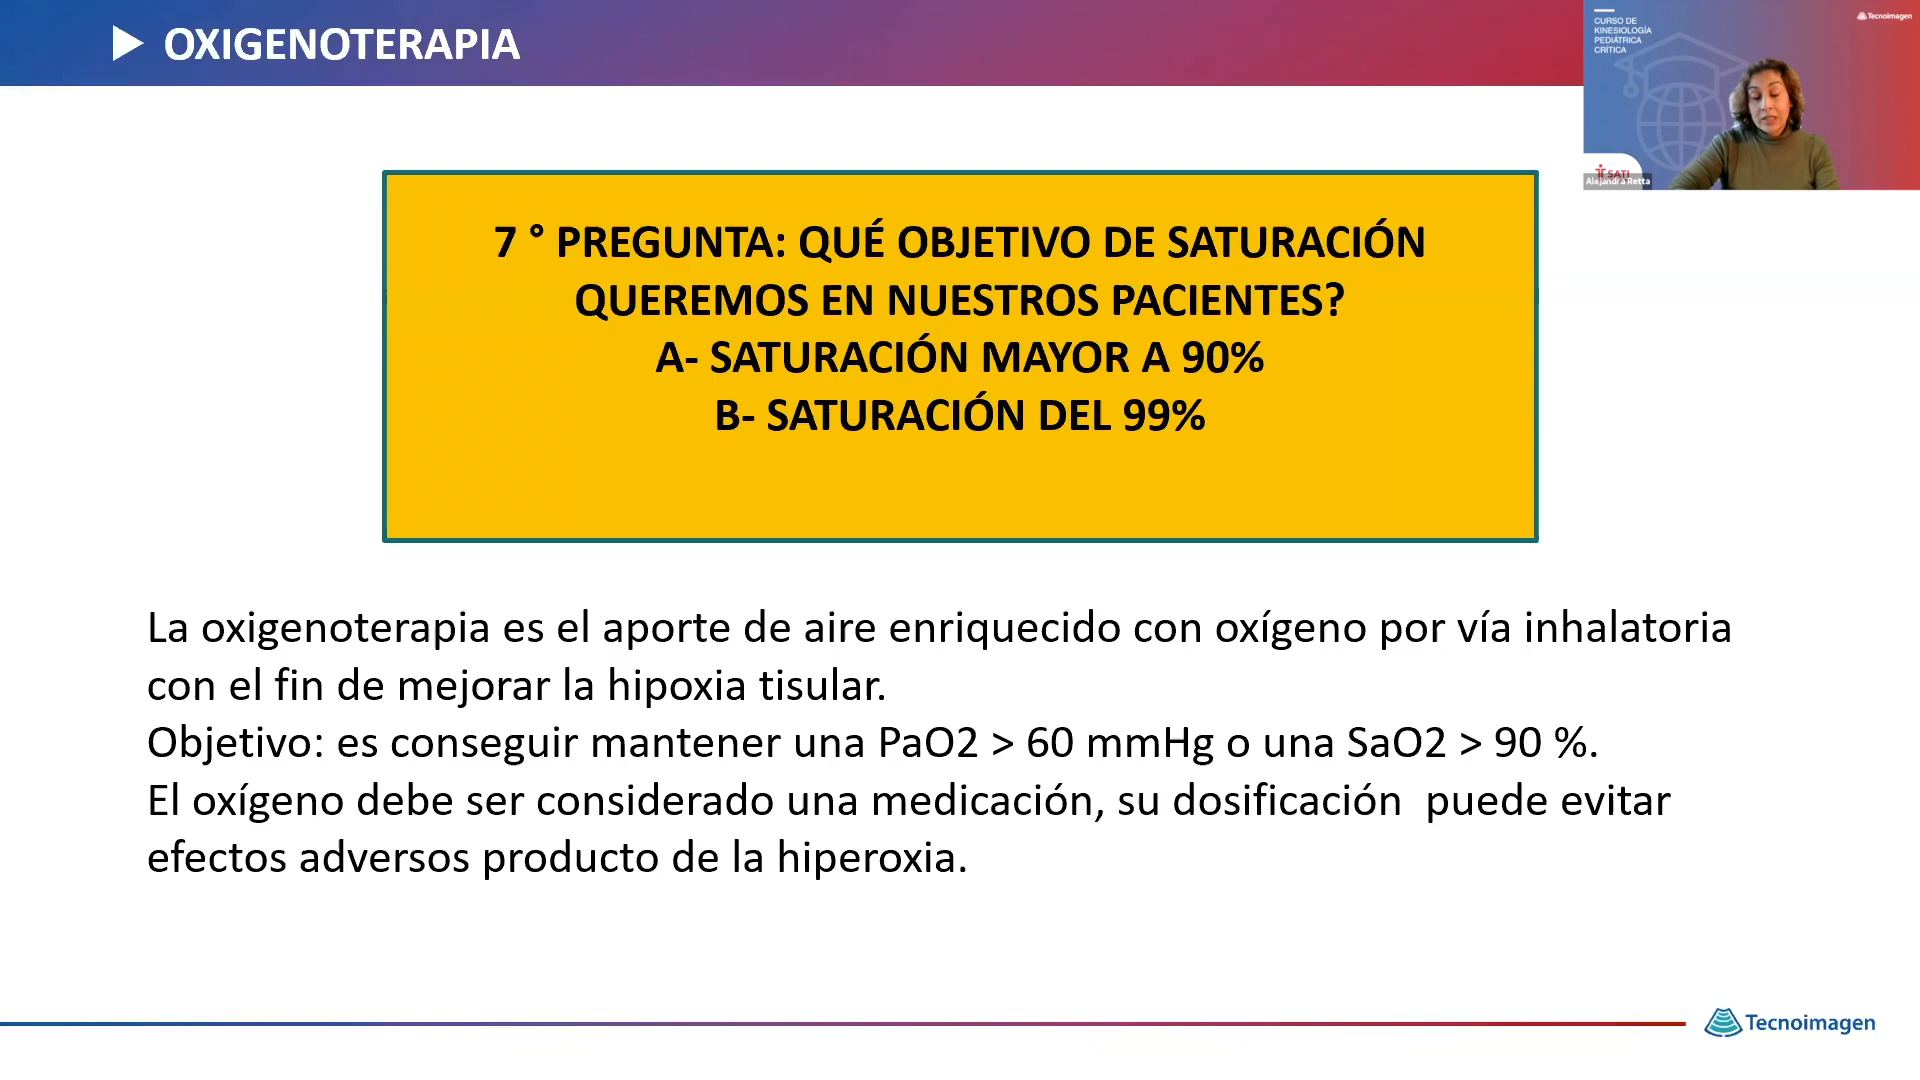 OXIGENOTERAPIA
CURSO DE
KINESIOLOGÍA
PEDIÁTRICA
CRÍTICA
Tecnoimagen
SATI
Alejandra Retta
7 ° PREGUNTA: QUÉ OBJETIVO DE SATURACIÓN
QUEREMOS EN NUESTROS PACIENTES?
A- SATURACIÓN MAYOR A 90%
B- SATURACIÓN DEL 99%
La oxigenoterapia es el aporte de aire enriquecido con oxígeno por vía inhalatoria
con el fin de mejorar la hipoxia tisular.
Objetivo: es conseguir mantener una PaO2 > 60 mmHg o una SaO2 > 90 %.
El oxígeno debe ser considerado una medicación, su dosificación  puede evitar
efectos adversos producto de la hiperoxia.
Tecnoimagen